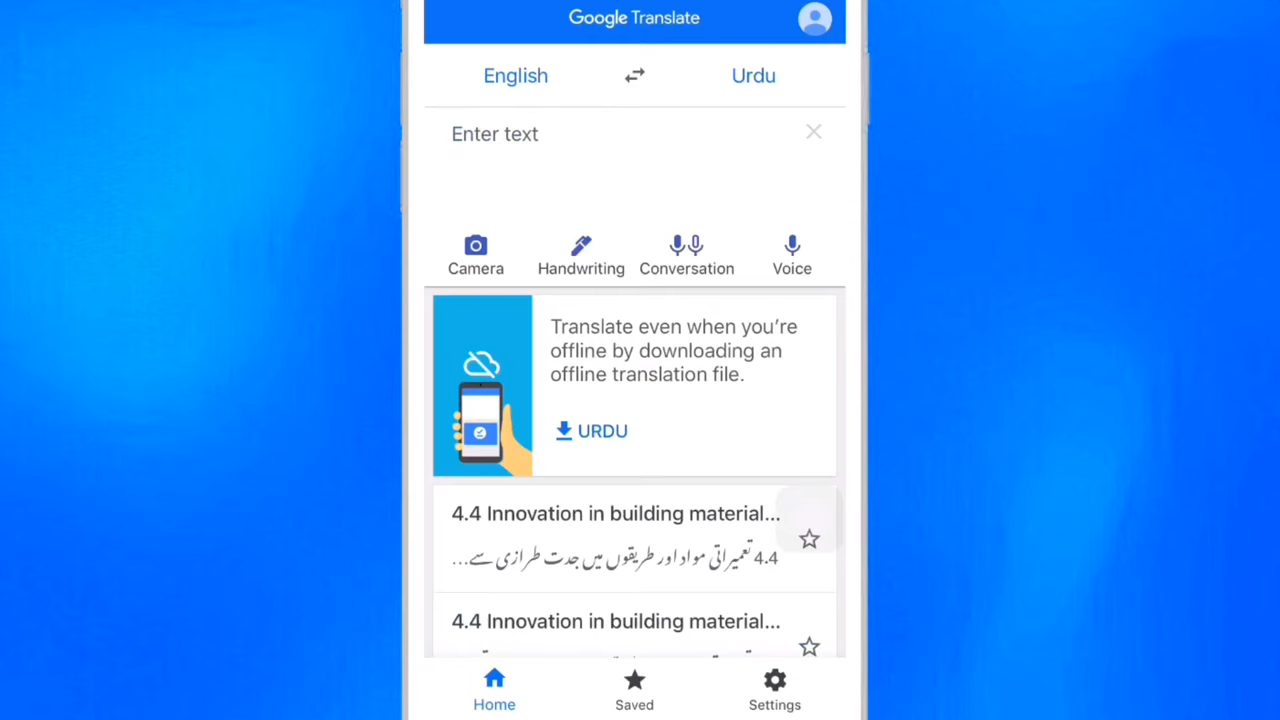 Google Translate
English
Urdu
Enter text
Camera
Handwriting
Conversation
Voice
Translate even when you're
offline by downloading an
offline translation file.
URDU
4.4 Innovation in building material...
4.4 تعمیراتی مواد اور طریقوں میں جدت طرازی سے...
4.4 Innovation in building material...
Home
Saved
Settings